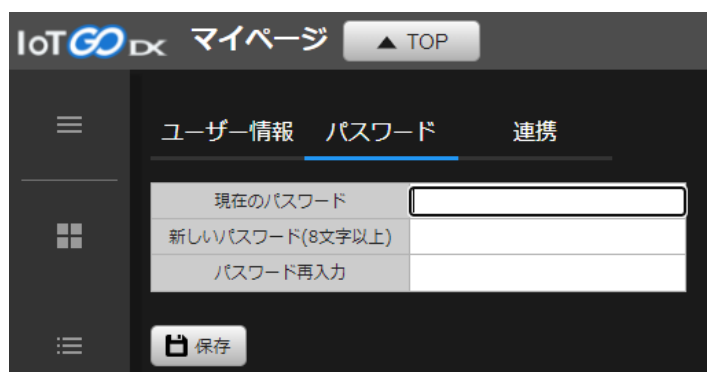 IoT GO DX マイページ ▲ TOP
ユーザー情報 パスワード 連携
現在のパスワード
新しいパスワード(8文字以上)
パスワード再入力
保存